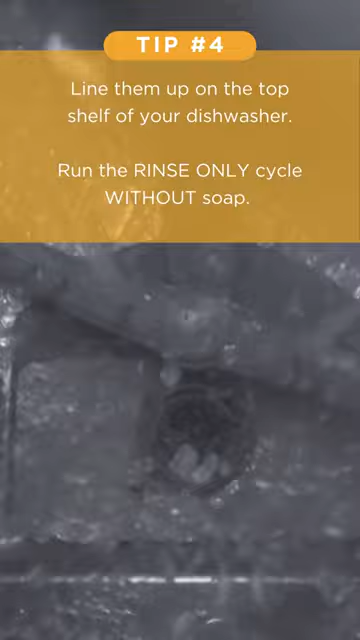 TIP #4
Line them up on the top
shelf of your dishwasher.
Run the RINSE ONLY cycle
WITHOUT soap.